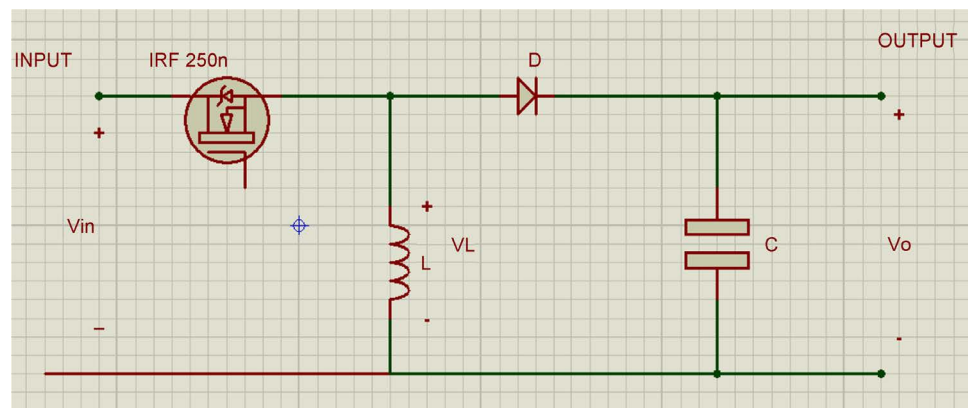 INPUT
IRF 250n
D
OUTPUT
+
+
Vin
+
VL
L
C
Vo
-
-
-